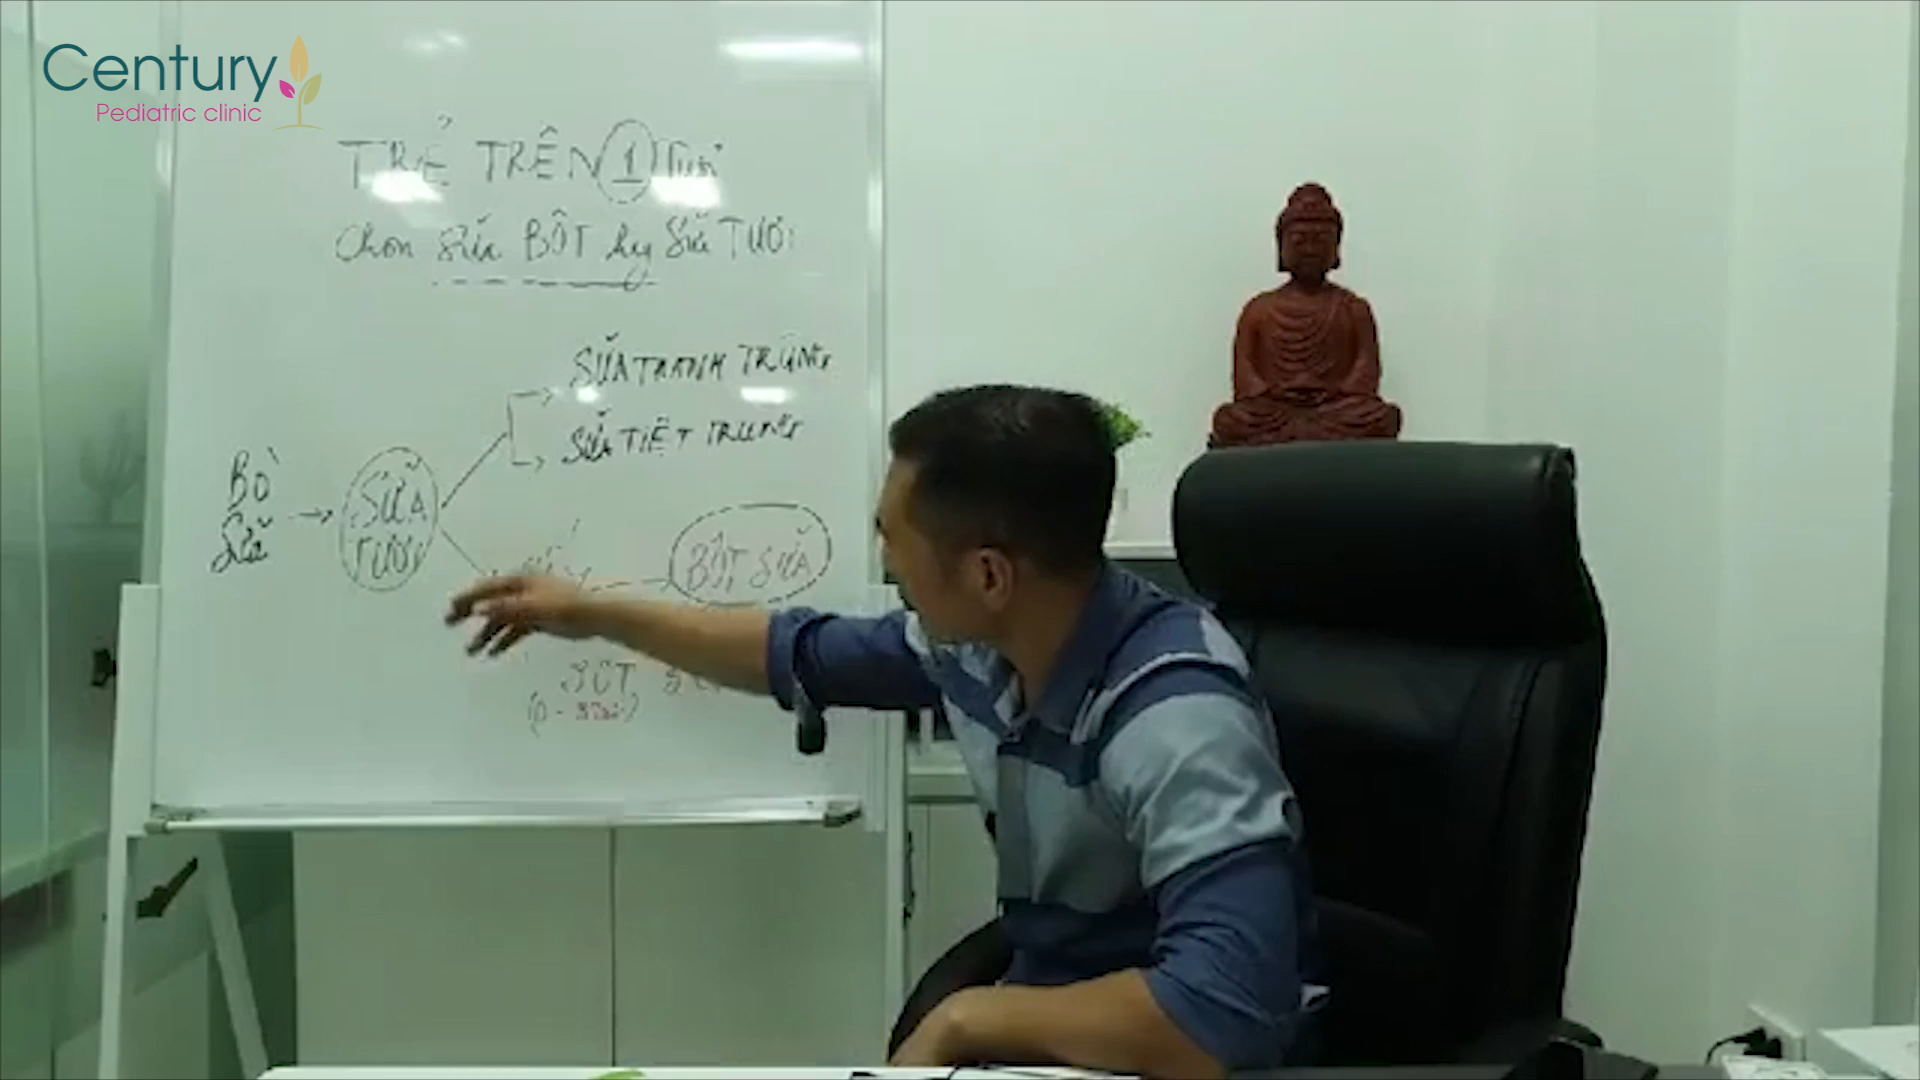 Century
Pediatric clinic
TRẺ TRÊN 1 Tuổi
Chọn Sữa BỘT hay Sữa TƯƠI
SỮA THANH TRÙNG
SỮA TIỆT TRÙNG
BÒ
Sữa
SỮA
TƯƠI
BỘT SỮA
BỘT